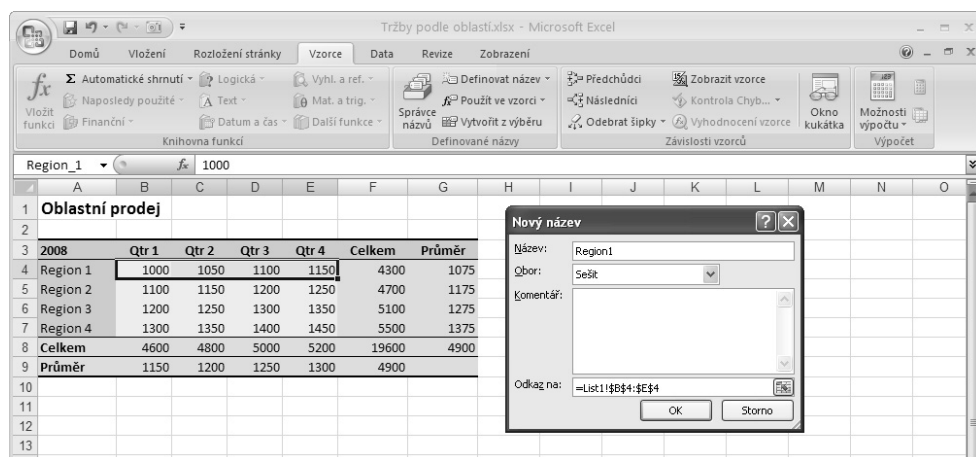 Tržby podle oblastí.xlsx - Microsoft Excel
Domů Vložení Rozložení stránky Vzorce Data Revize Zobrazení
fx Vložit funkci
Σ Automatické shrnutí
Naposledy použité
Finanční
Logická
Text
Datum a čas
Vyhl. a ref.
Mat. a trig.
Další funkce
Knihovna funkcí
Správce názvů
Definovat název
Použít ve vzorci
Vytvořit z výběru
Definované názvy
Předchůdci
Následníci
Odebrat šipky
Zobrazit vzorce
Kontrola Chyb...
Vyhodnocení vzorce
Závislosti vzorců
Okno kukátka
Možnosti výpočtu
Výpočet
Region_1 fx 1000
A B C D E F G H I J K L M N O
1 Oblastní prodej
2
3 2008 Qtr 1 Qtr 2 Qtr 3 Qtr 4 Celkem Průměr
4 Region 1 1000 1050 1100 1150 4300 1075
5 Region 2 1100 1150 1200 1250 4700 1175
6 Region 3 1200 1250 1300 1350 5100 1275
7 Region 4 1300 1350 1400 1450 5500 1375
8 Celkem 4600 4800 5000 5200 19600 4900
9 Průměr 1150 1200 1250 1300 4900
10
11
12
13
Nový název
Název: Region1
Obor: Sešit
Komentář:
Odkaz na: =List1!$B$4:$E$4
OK Storno